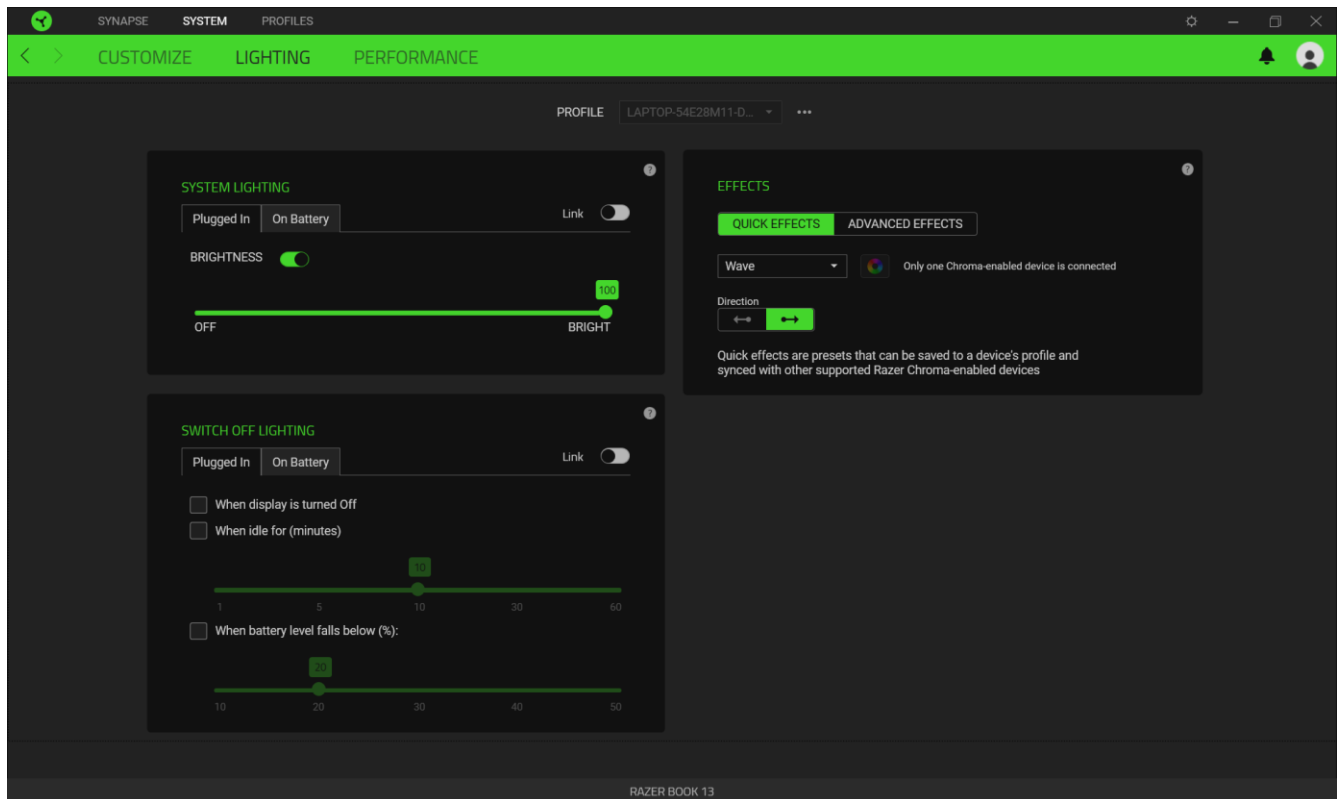 SYNAPSE SYSTEM PROFILES
CUSTOMIZE LIGHTING PERFORMANCE
PROFILE LAPTOP-54E28M11-D...
SYSTEM LIGHTING
Plugged In On Battery Link
BRIGHTNESS
100
OFF BRIGHT
EFFECTS
QUICK EFFECTS ADVANCED EFFECTS
Wave Only one Chroma-enabled device is connected
Direction
Quick effects are presets that can be saved to a device's profile and
synced with other supported Razer Chroma-enabled devices
SWITCH OFF LIGHTING
Plugged In On Battery Link
When display is turned Off
When idle for (minutes)
10
1 5 10 30 60
When battery level falls below (%):
20
10 20 30 40 50
RAZER BOOK 13